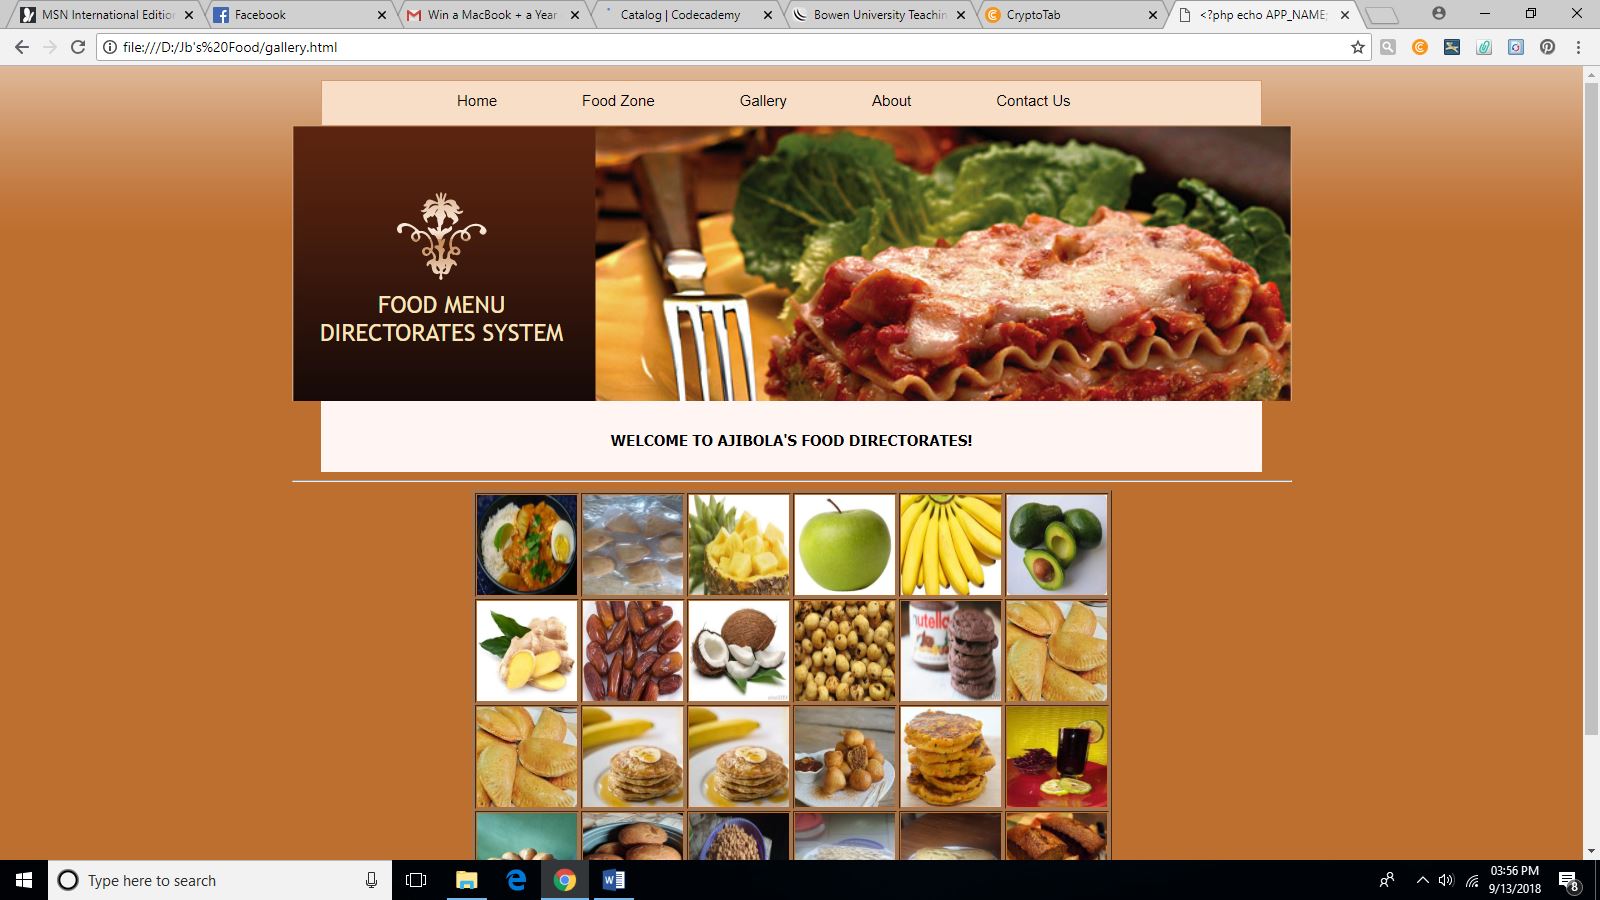 MSN International Edition
Facebook
Win a MacBook + a Year
Catalog | Codecademy
Bowen University Teachin
CryptoTab
<?php echo APP_NAME;
file:///D:/Jb's%20Food/gallery.html
Home
Food Zone
Gallery
About
Contact Us
FOOD MENU
DIRECTORATES SYSTEM
WELCOME TO AJIBOLA'S FOOD DIRECTORATES!
nutella
Type here to search
03:56 PM
9/13/2018
8